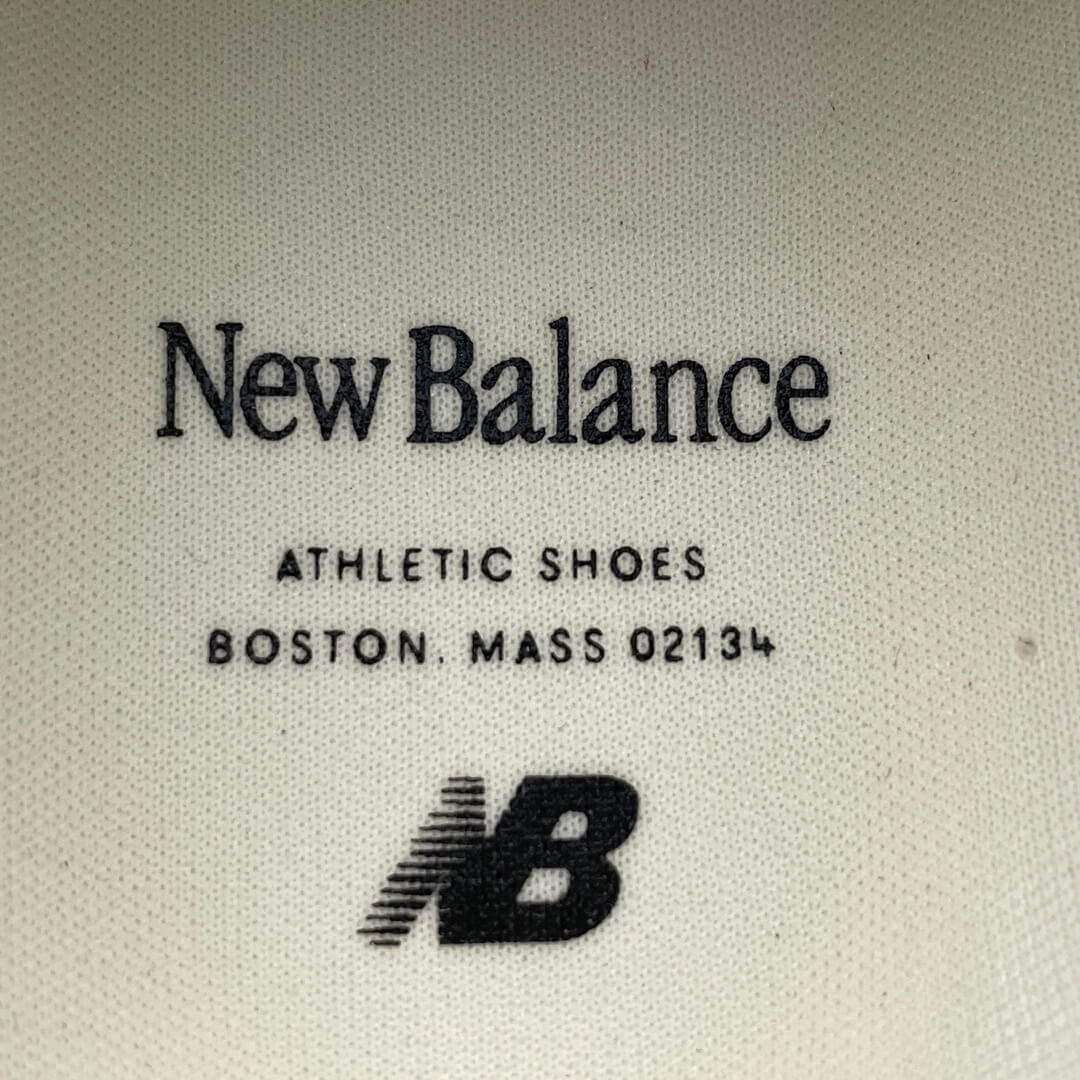 New Balance
ATHLETIC SHOES
BOSTON. MASS 02134
NB